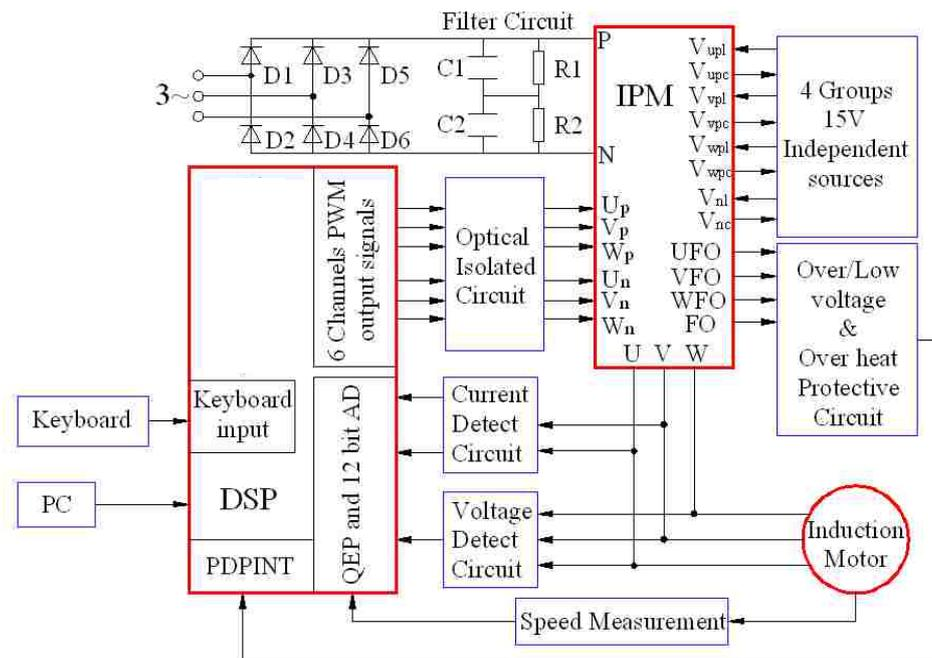 Filter Circuit
3~
D1 D3 D5
D2 D4 D6
C1
C2
R1
R2
P
IPM
N
Vupl
Vupc
Vvpl
Vvpc
Vwpl
Vwpc
Vnl
Vnc
4 Groups
15V
Independent
sources
6 Channels PWM
output signals
Optical
Isolated
Circuit
Up
Vp
Wp
Un
Vn
Wn
UFO
VFO
WFO
FO
U V W
Over/Low
voltage
&
Over heat
Protective
Circuit
Keyboard
Keyboard
input
PC
DSP
PDPINT
QEP and 12 bit AD
Current
Detect
Circuit
Voltage
Detect
Circuit
Induction
Motor
Speed Measurement